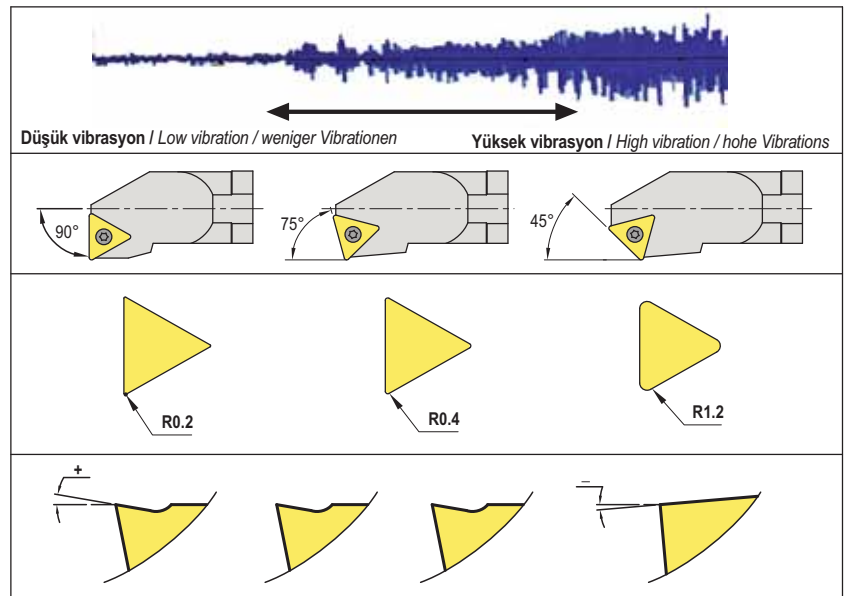 Düşük vibrasyon / Low vibration / weniger Vibrationen
Yüksek vibrasyon / High vibration / hohe Vibrations
90°
75°
45°
R0.2
R0.4
R1.2
+
–